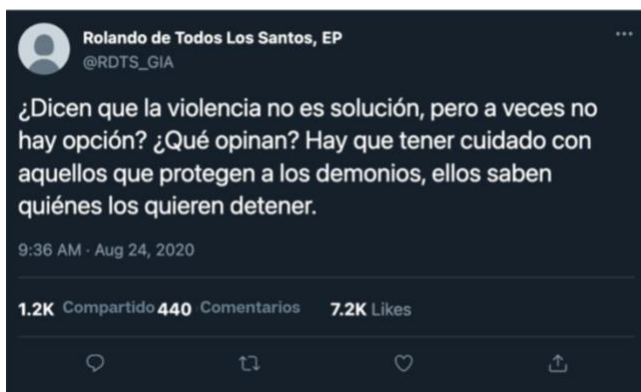 Rolando de Todos Los Santos, EP
@RDTS_GIA
¿Dicen que la violencia no es solución, pero a veces no
hay opción? ¿Qué opinan? Hay que tener cuidado con
aquellos que protegen a los demonios, ellos saben
quiénes los quieren detener.
9:36 AM · Aug 24, 2020
1.2K Compartido 440 Comentarios 7.2K Likes